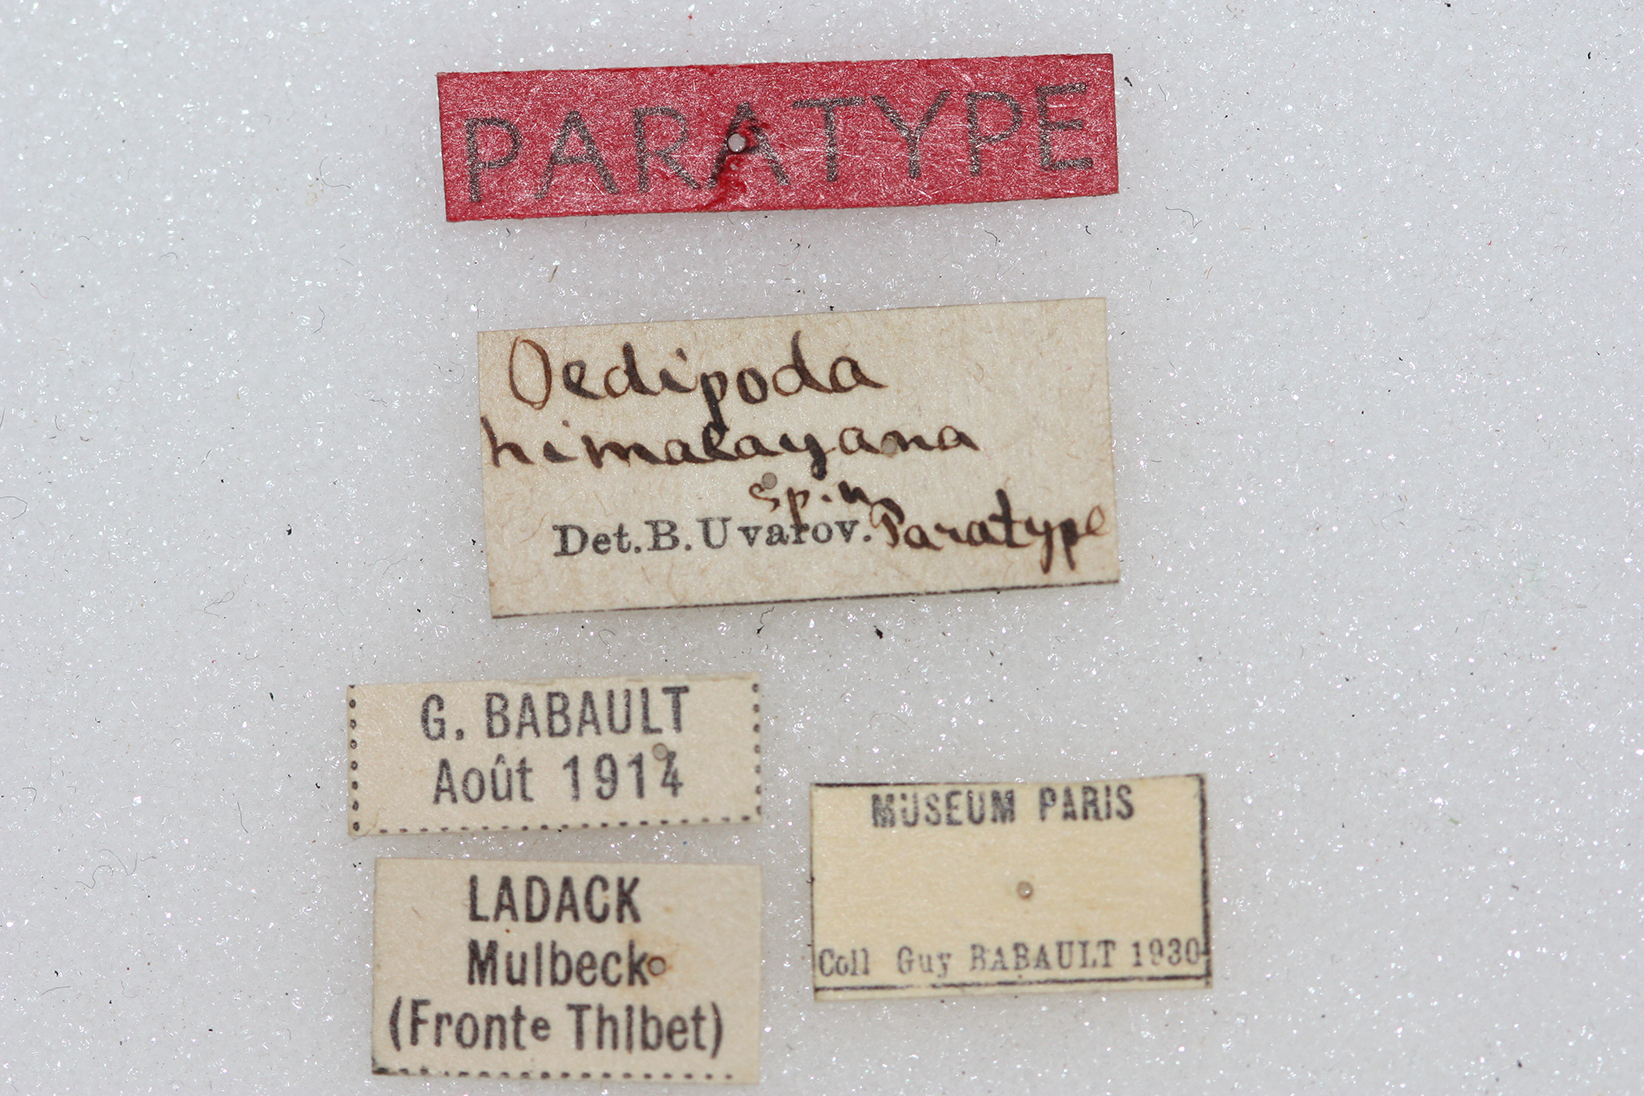 PARATYPE
Oedipoda
himalayana
sp. n.
Det. B. Uvarov. Paratype
G. BABAULT
Août 1914
LADACK
Mulbeck
(Fronte Thibet)
MUSEUM PARIS
Coll Guy BABAULT 1930